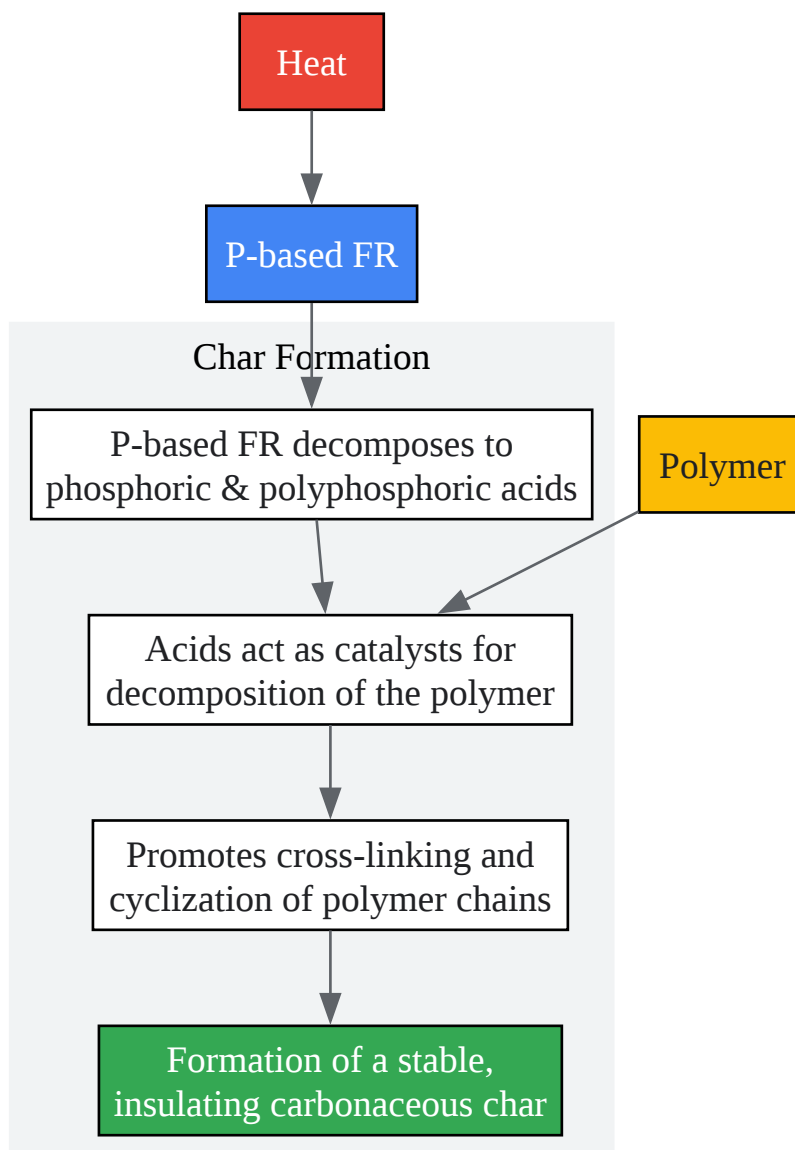 Heat
P-based FR
Char Formation
P-based FR decomposes to
phosphoric & polyphosphoric acids
Polymer
Acids act as catalysts for
decomposition of the polymer
Promotes cross-linking and
cyclization of polymer chains
Formation of a stable,
insulating carbonaceous char